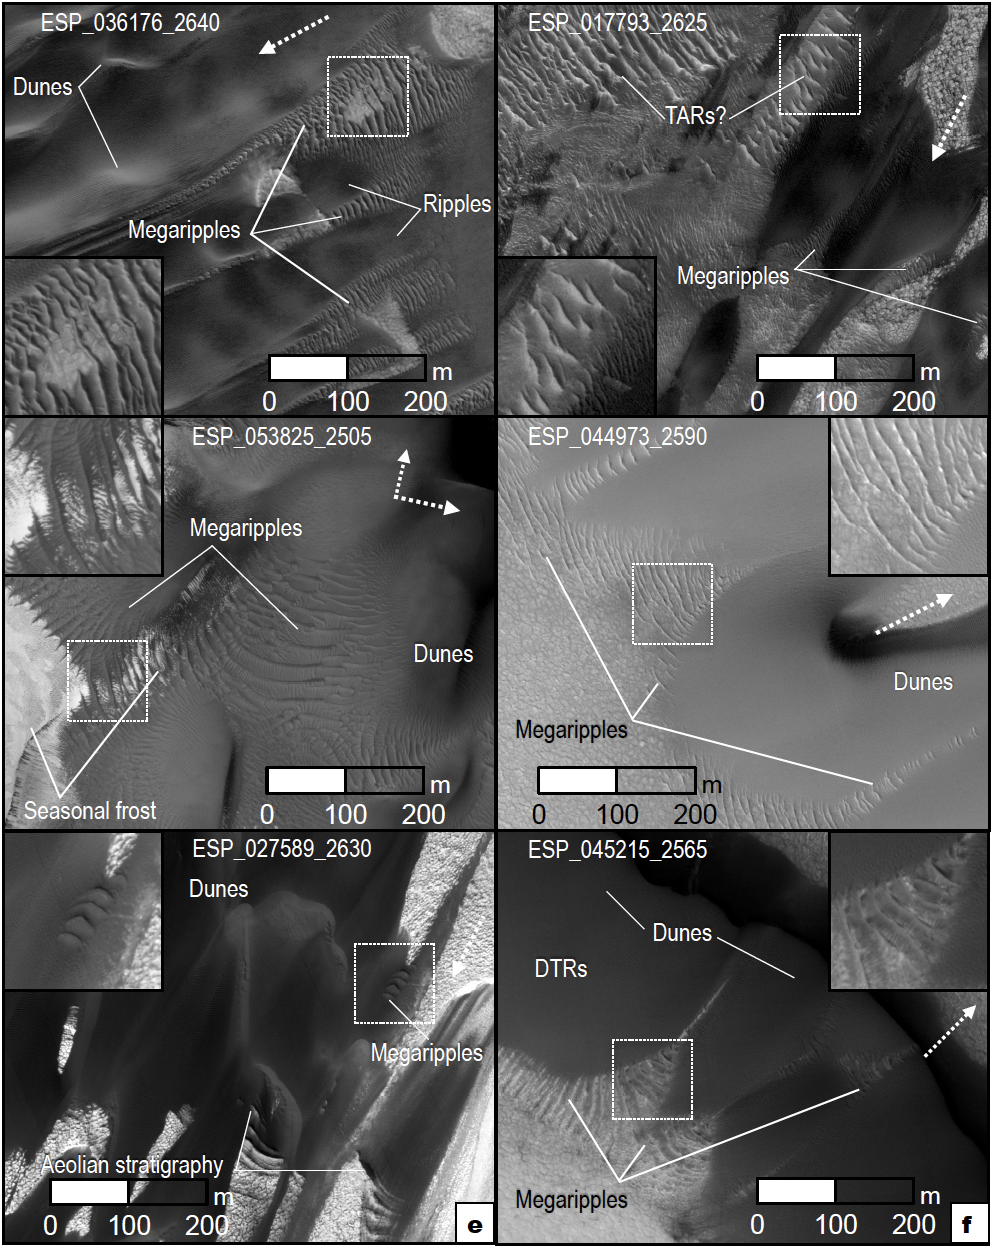 ESP_036176_2640
Dunes
Ripples
Megaripples
m
0 100 200
ESP_017793_2625
TARs?
Megaripples
m
0 100 200
ESP_053825_2505
Megaripples
Dunes
Seasonal frost
m
0 100 200
ESP_044973_2590
Dunes
Megaripples
m
0 100 200
ESP_027589_2630
Dunes
Megaripples
Aeolian stratigraphy
m
0 100 200
e
ESP_045215_2565
Dunes
DTRs
Megaripples
m
0 100 200
f